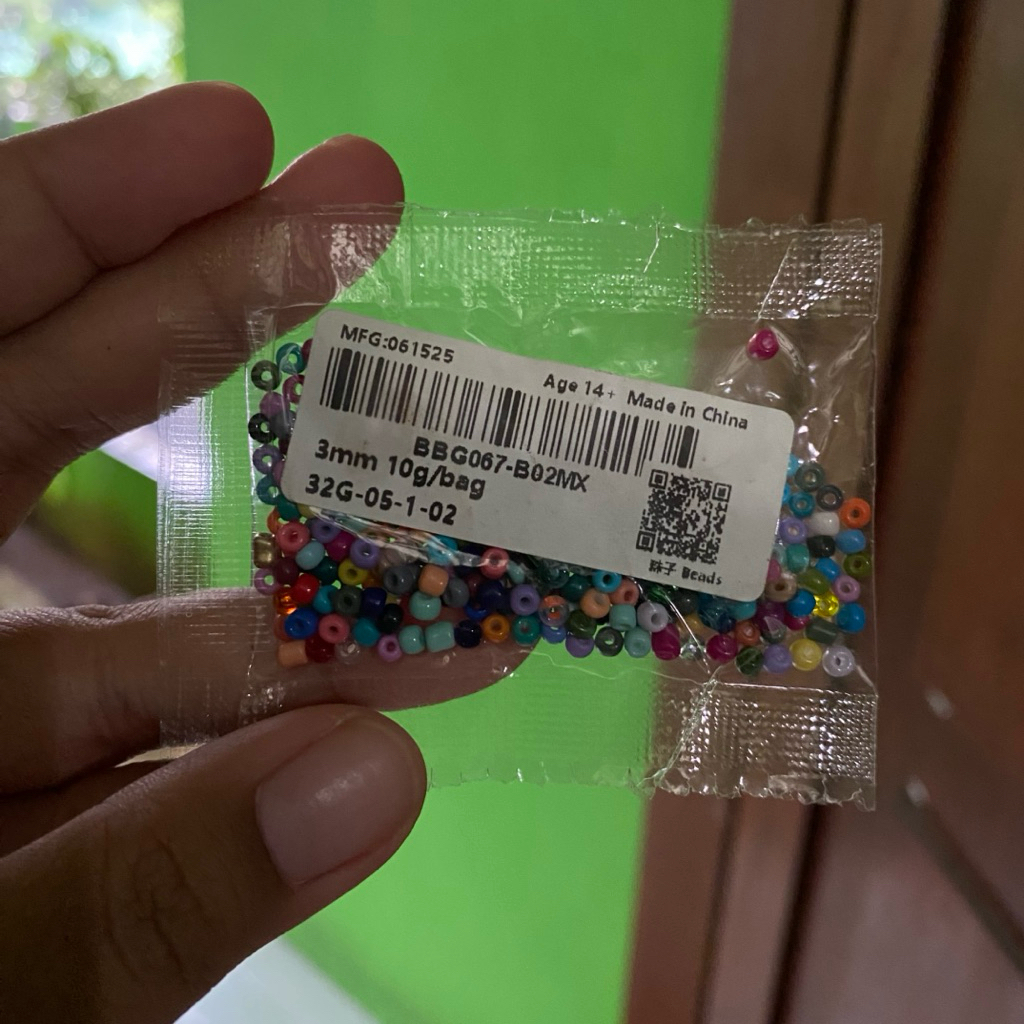 MFG:061525
Age 14+ Made in China
BBG067-B02MX
3mm 10g/bag
32G-05-1-02
珠子 Beads